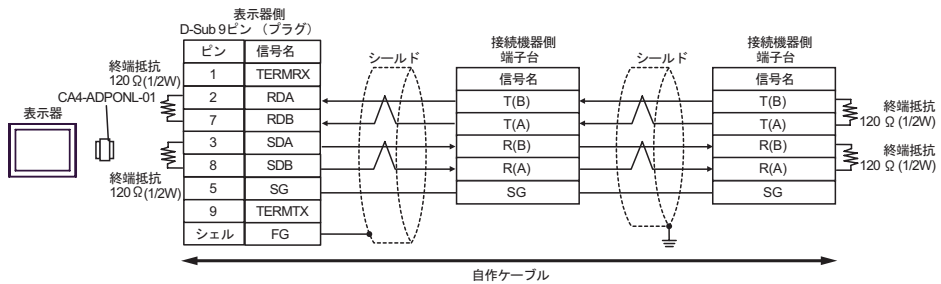 表示器側
D-Sub 9ピン （プラグ）
ピン 信号名
1 TERMRX
2 RDA
7 RDB
3 SDA
8 SDB
5 SG
9 TERMTX
シェル FG
終端抵抗
120 Ω(1/2W)
CA4-ADPONL-01
表示器
終端抵抗
120 Ω(1/2W)
シールド
接続機器側
端子台
信号名
T(B)
T(A)
R(B)
R(A)
SG
シールド
接続機器側
端子台
信号名
T(B)
T(A)
R(B)
R(A)
SG
終端抵抗
120 Ω (1/2W)
終端抵抗
120 Ω (1/2W)
自作ケーブル